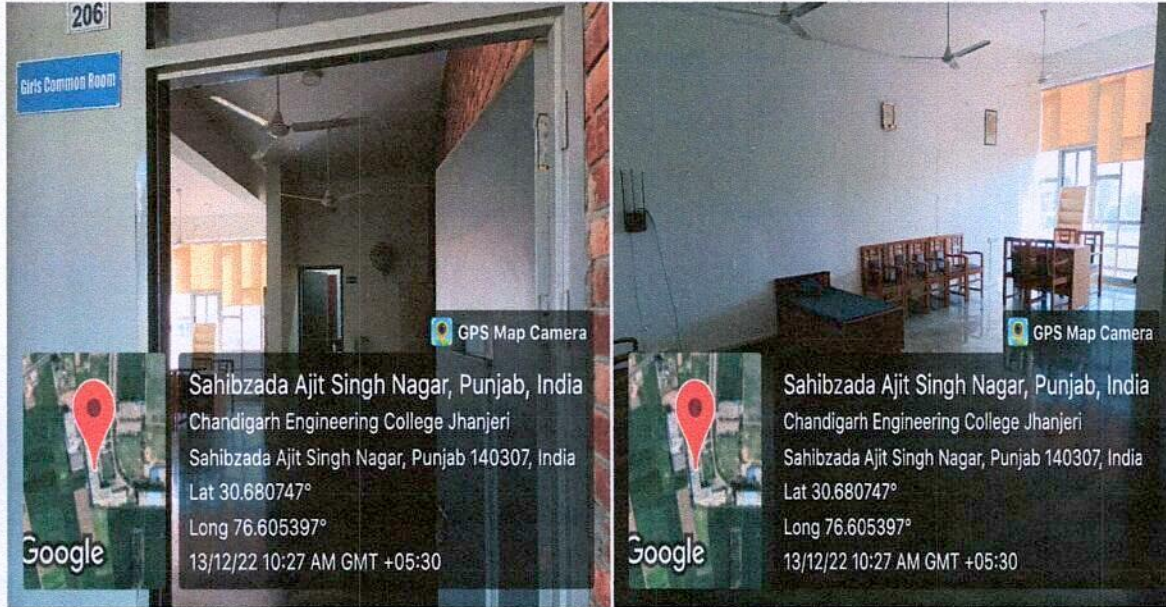 206
Girls Common Room
GPS Map Camera
Sahibzada Ajit Singh Nagar, Punjab, India
Chandigarh Engineering College Jhanjeri
Sahibzada Ajit Singh Nagar, Punjab 140307, India
Lat 30.680747°
Long 76.605397°
13/12/22 10:27 AM GMT +05:30
Google
GPS Map Camera
Sahibzada Ajit Singh Nagar, Punjab, India
Chandigarh Engineering College Jhanjeri
Sahibzada Ajit Singh Nagar, Punjab 140307, India
Lat 30.680747°
Long 76.605397°
13/12/22 10:27 AM GMT +05:30
Google